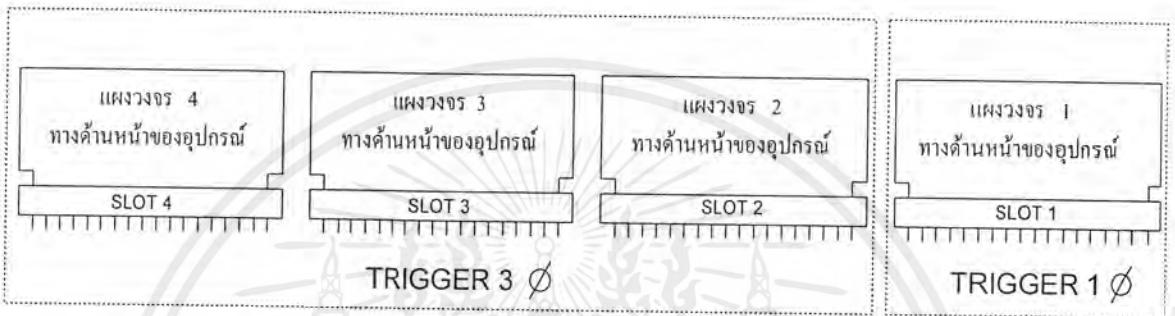 แผงวงจร 4
ทางด้านหน้าของอุปกรณ์
SLOT 4
แผงวงจร 3
ทางด้านหน้าของอุปกรณ์
SLOT 3
แผงวงจร 2
ทางด้านหน้าของอุปกรณ์
SLOT 2
TRIGGER 3 Ø
แผงวงจร 1
ทางด้านหน้าของอุปกรณ์
SLOT 1
TRIGGER 1 Ø